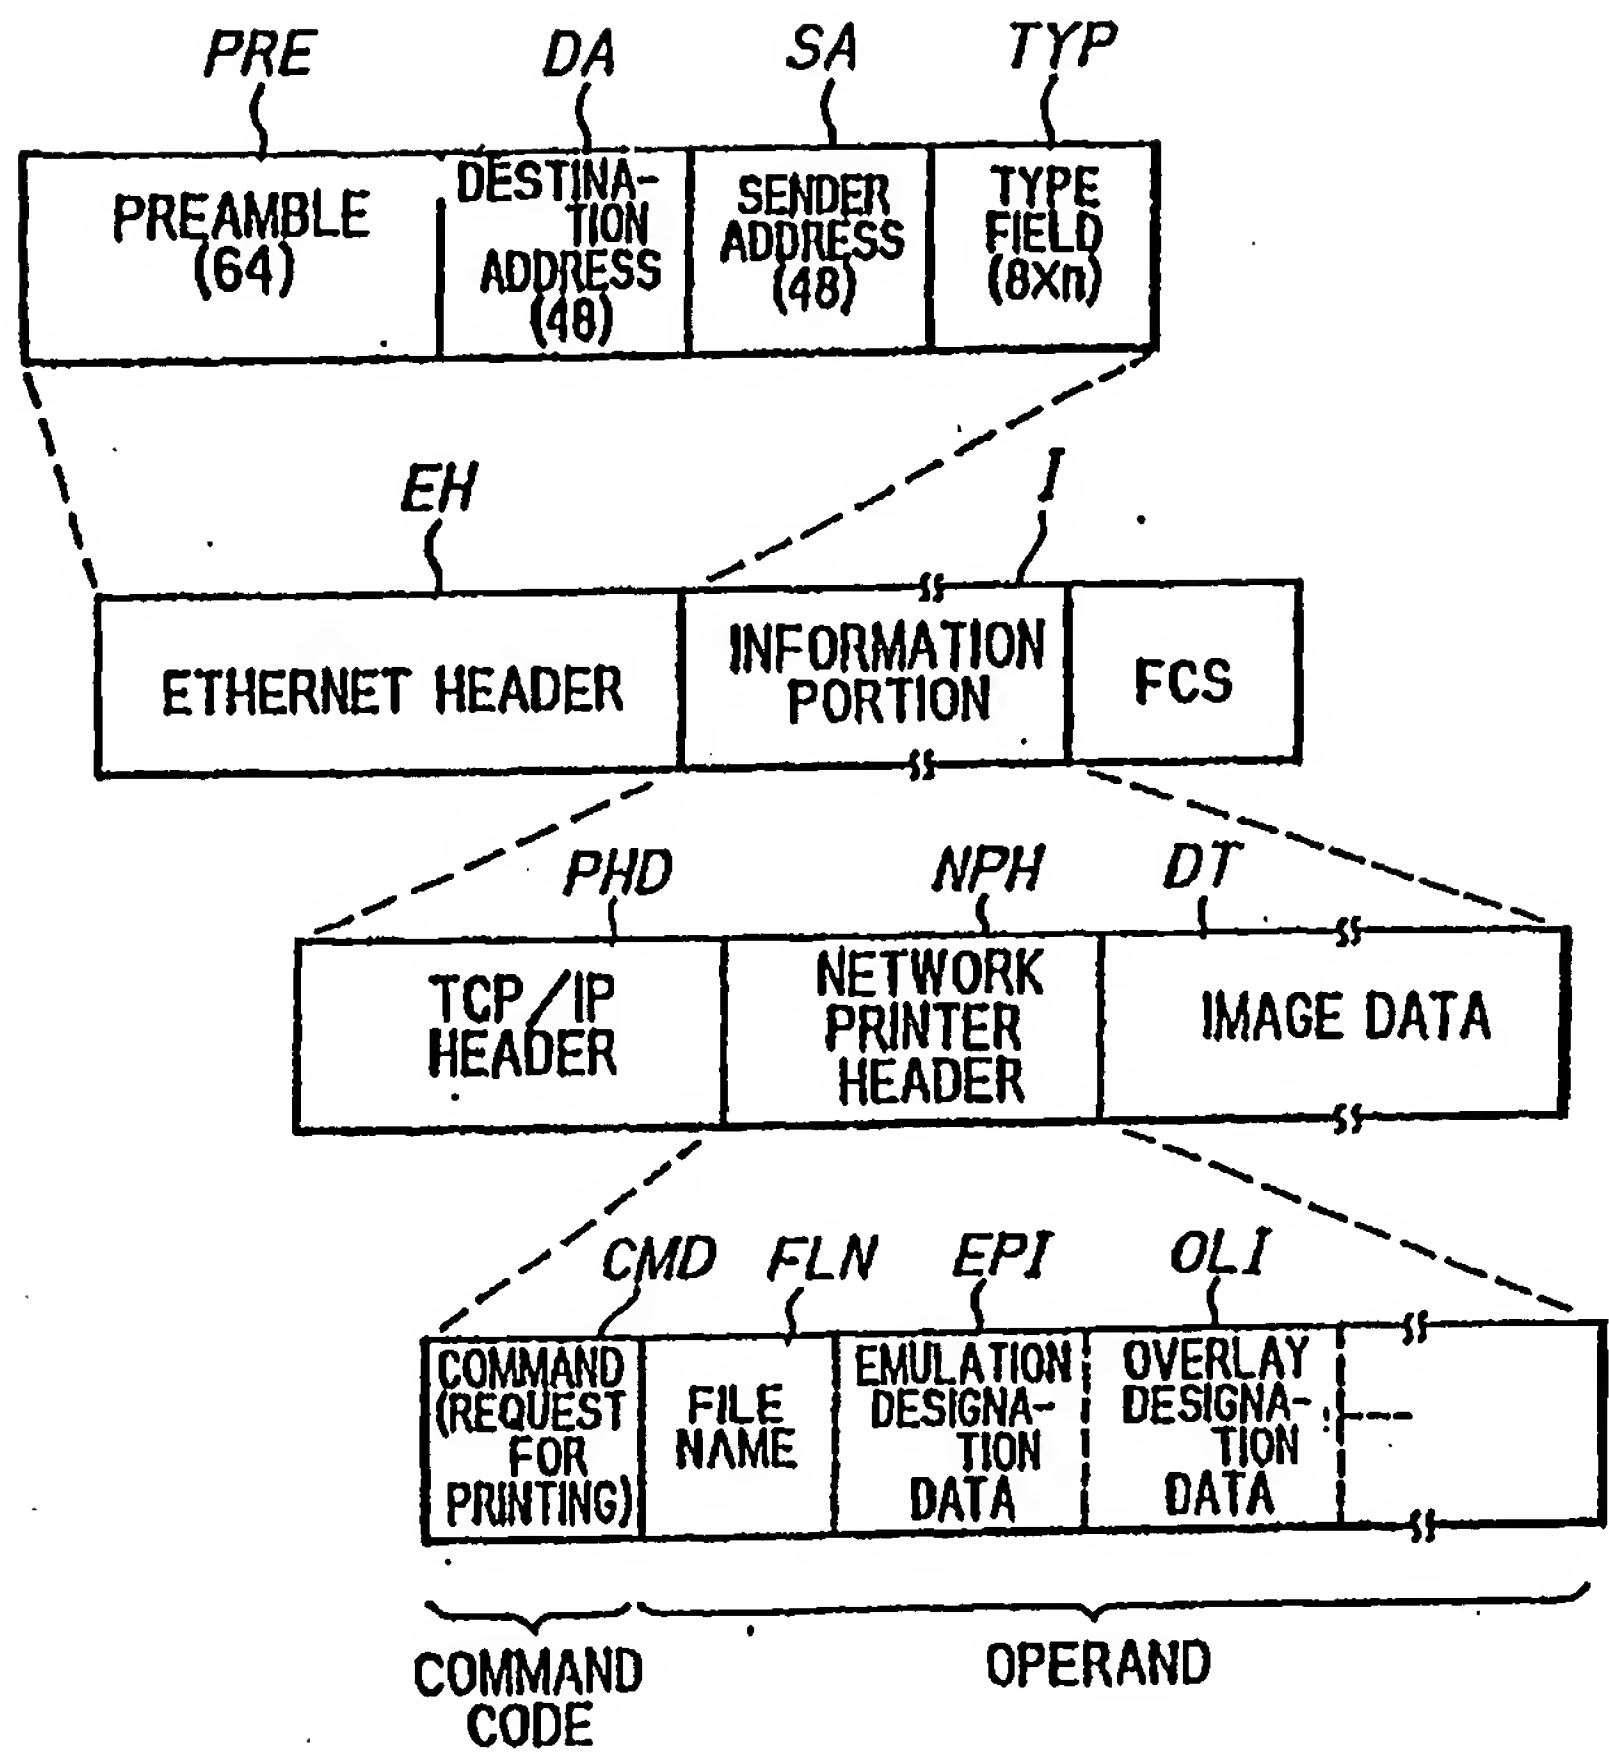 PRE DA SA TYP
PREAMBLE
(64)
DESTINA-
TION
ADDRESS
(48)
SENDER
ADDRESS
(48)
TYPE
FIELD
(8Xn)
EH I
ETHERNET HEADER
INFORMATION
PORTION
FCS
PHD NPH DT
TCP/IP
HEADER
NETWORK
PRINTER
HEADER
IMAGE DATA
CMD FLN EPI OLI
COMMAND
(REQUEST
FOR
PRINTING)
FILE
NAME
EMULATION
DESIGNA-
TION
DATA
OVERLAY
DESIGNA-
TION
DATA
COMMAND
CODE
OPERAND